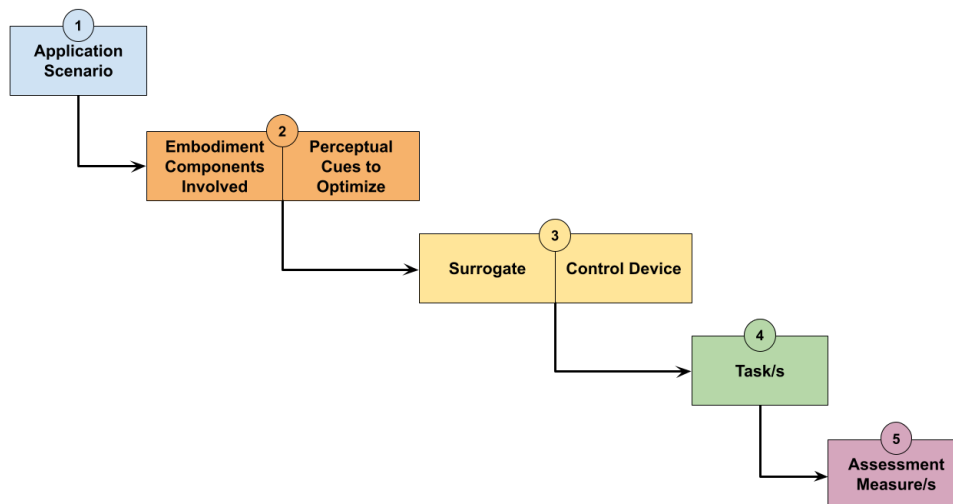 1
Application
Scenario
2
Embodiment
Components
Involved
Perceptual
Cues to
Optimize
3
Surrogate
Control Device
4
Task/s
5
Assessment
Measure/s